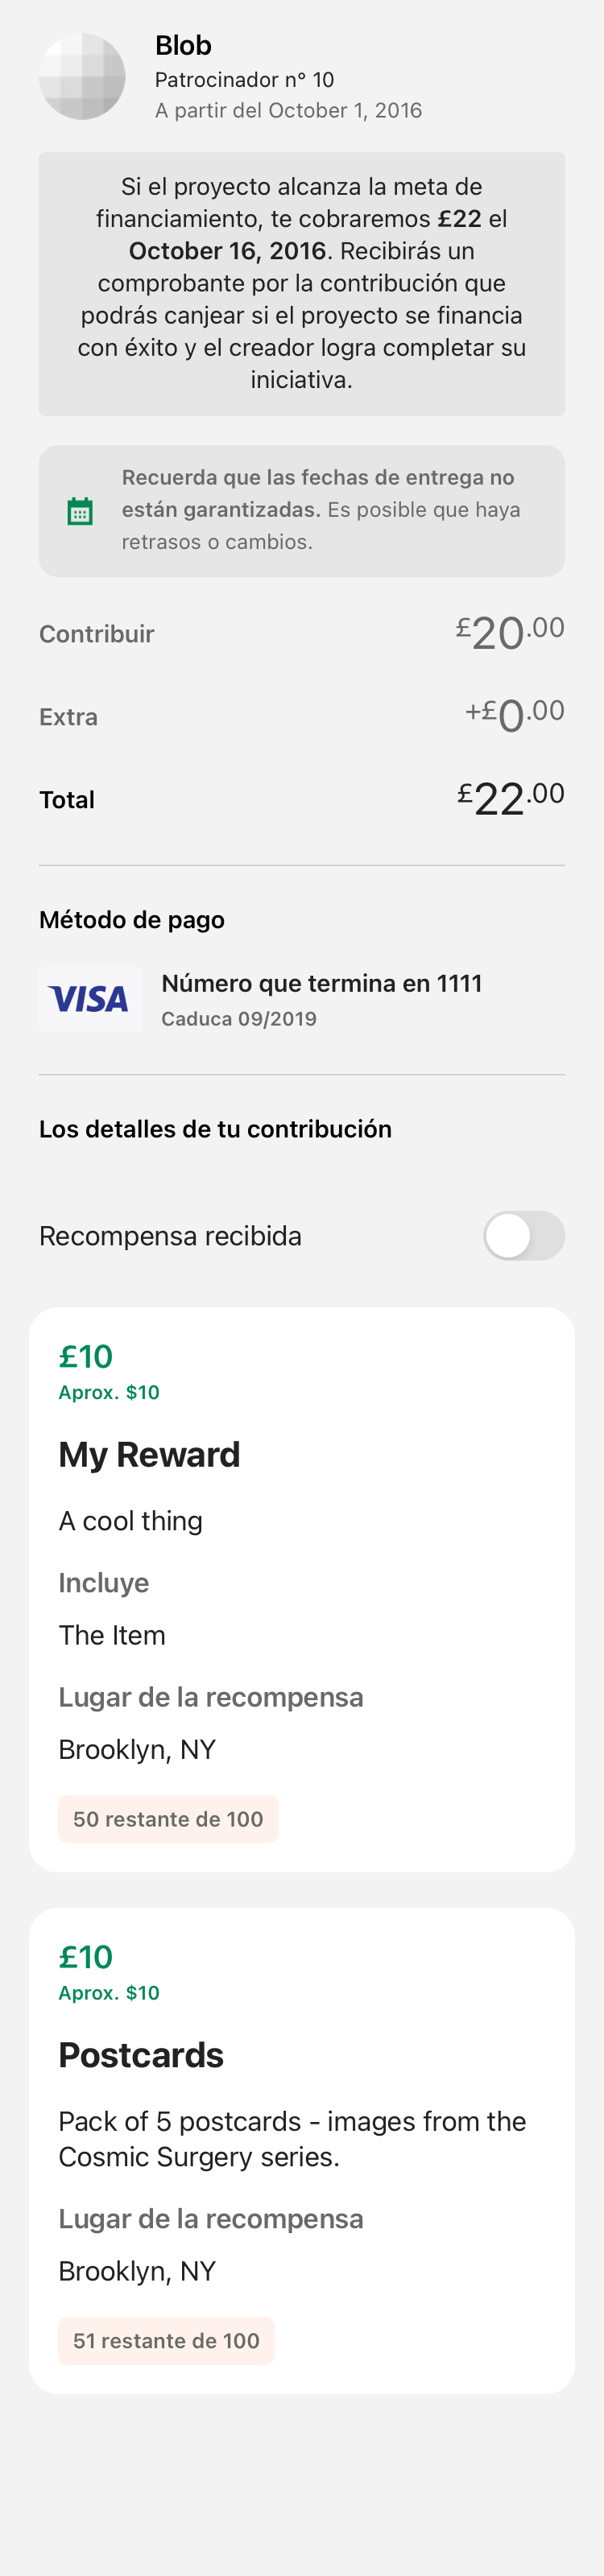 Blob
Patrocinador nº 10
A partir del October 1, 2016
Si el proyecto alcanza la meta de
financiamiento, te cobraremos £22 el
October 16, 2016. Recibirás un
comprobante por la contribución que
podrás canjear si el proyecto se financia
con éxito y el creador logra completar su
iniciativa.
Recuerda que las fechas de entrega no
están garantizadas. Es posible que haya
retrasos o cambios.
Contribuir £20.00
Extra +£0.00
Total £22.00
Método de pago
VISA
Número que termina en 1111
Caduca 09/2019
Los detalles de tu contribución
Recompensa recibida
£10
Aprox. $10
My Reward
A cool thing
Incluye
The Item
Lugar de la recompensa
Brooklyn, NY
50 restante de 100
£10
Aprox. $10
Postcards
Pack of 5 postcards - images from the
Cosmic Surgery series.
Lugar de la recompensa
Brooklyn, NY
51 restante de 100